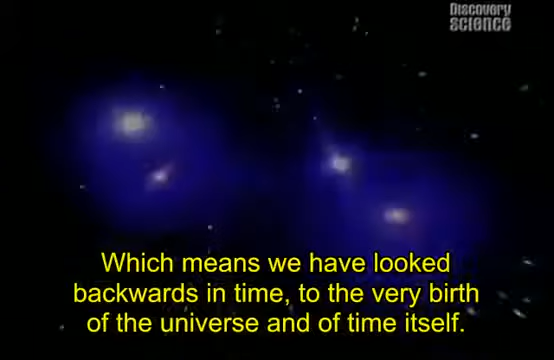 Discovery
SCIENCE
Which means we have looked
backwards in time, to the very birth
of the universe and of time itself.